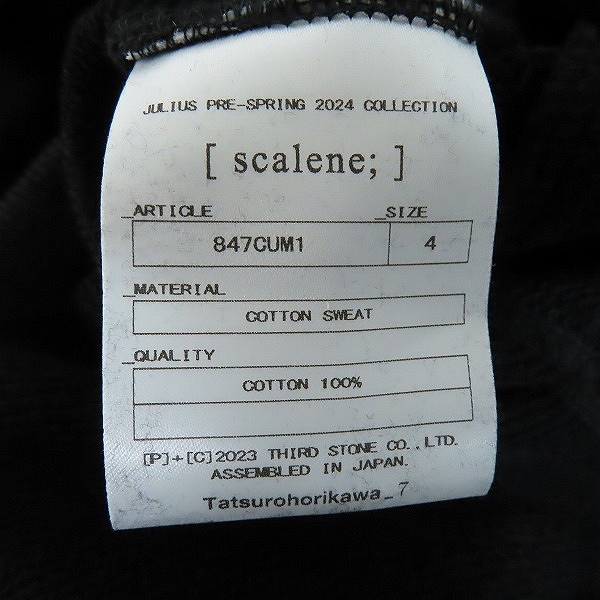 JULIUS PRE-SPRING 2024 COLLECTION
[ scalene; ]
_ARTICLE _SIZE
847CUM1 4
_MATERIAL
COTTON SWEAT
_QUALITY
COTTON 100%
[P]+[C]2023 THIRD STONE CO.,LTD.
ASSEMBLED IN JAPAN.
Tatsurohorikawa_7